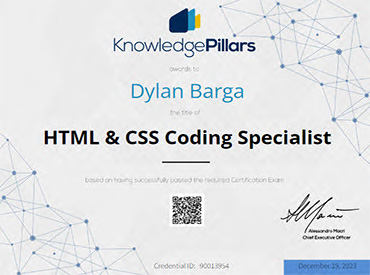 KnowledgePillars
awards to
Dylan Barga
the title of
HTML & CSS Coding Specialist
based on having successfully passed the required Certification Exam
Alessandro Macri
Chief Executive Officer
Credential ID: 90013954
December 23, 2023